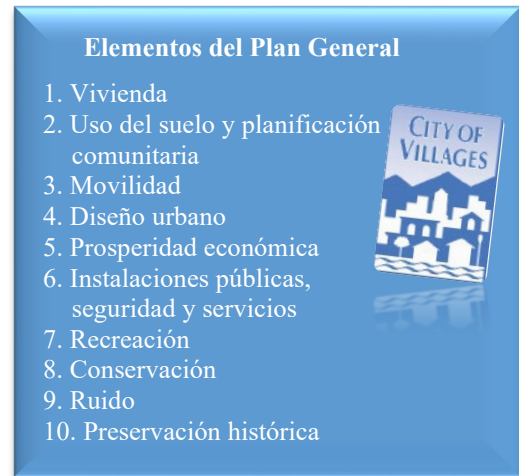 Elementos del Plan General
1. Vivienda
2. Uso del suelo y planificación
comunitaria
3. Movilidad
4. Diseño urbano
5. Prosperidad económica
6. Instalaciones públicas,
seguridad y servicios
7. Recreación
8. Conservación
9. Ruido
10. Preservación histórica
CITY OF
VILLAGES